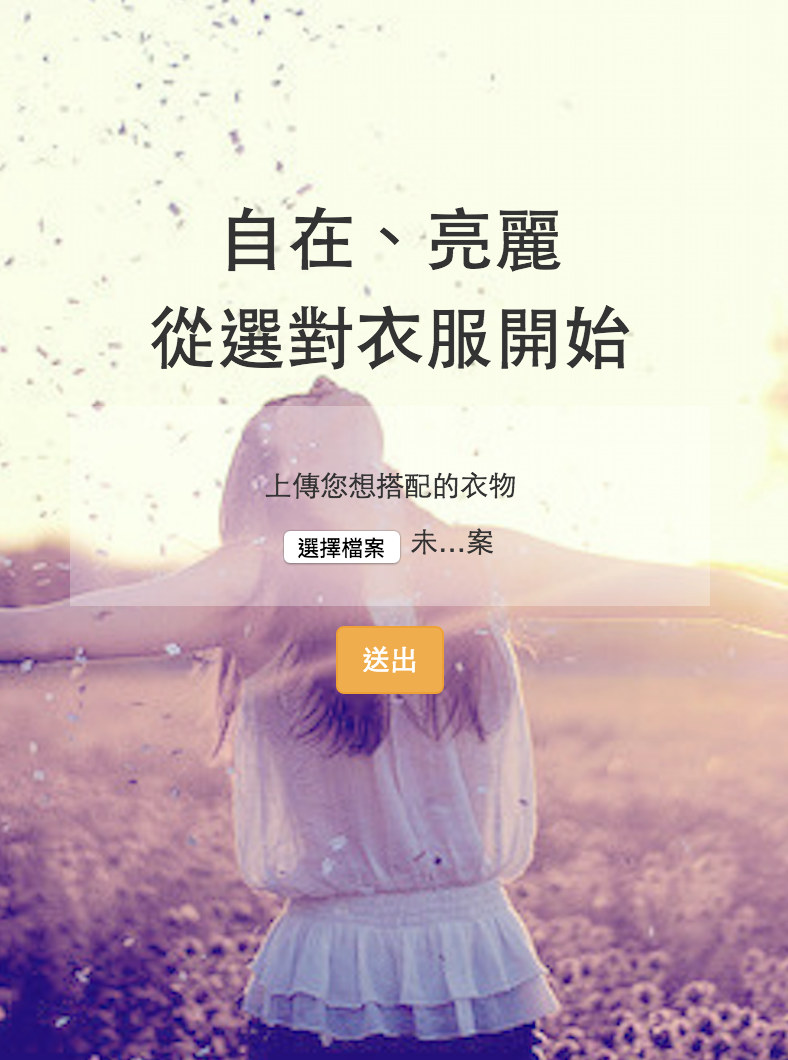 自在、亮麗
從選對衣服開始
上傳您想搭配的衣物
選擇檔案 未…案
送出